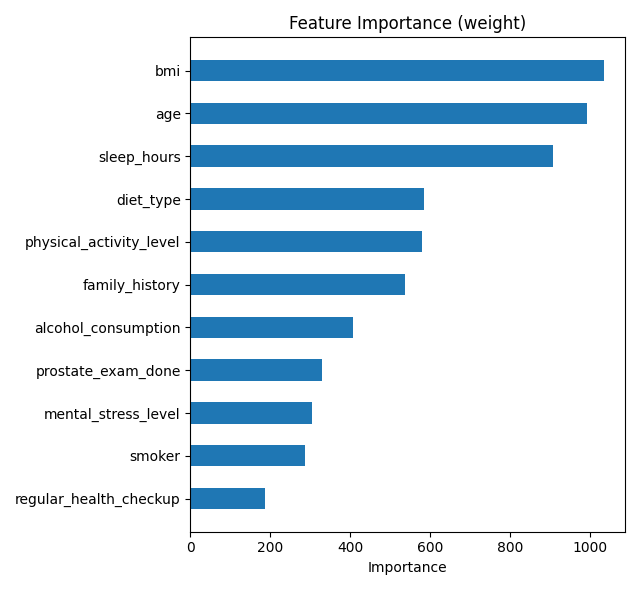 Feature Importance (weight)
bmi
age
sleep_hours
diet_type
physical_activity_level
family_history
alcohol_consumption
prostate_exam_done
mental_stress_level
smoker
regular_health_checkup
0 200 400 600 800 1000
Importance